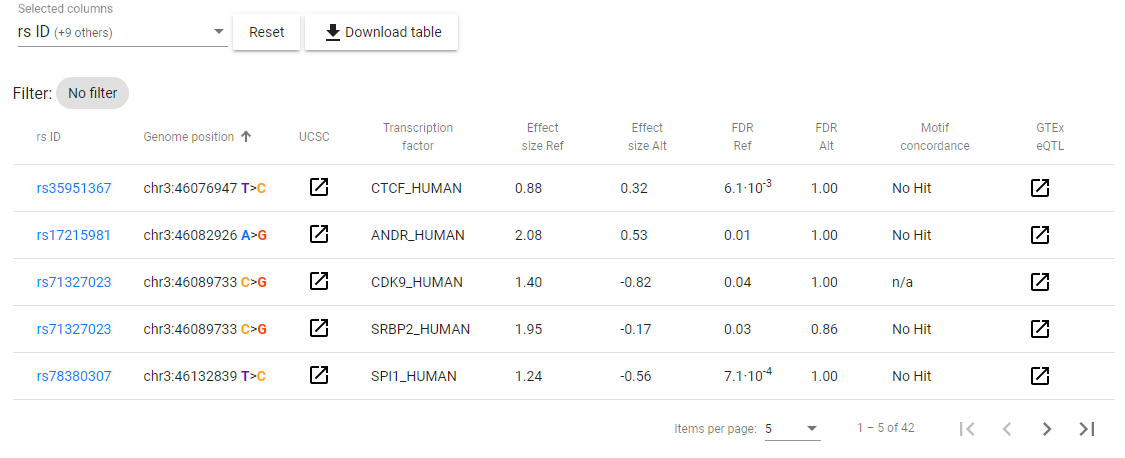 Selected columns
rs ID (+9 others)
Reset
Download table
Filter: No filter
rs ID Genome position UCSC Transcription factor Effect size Ref Effect size Alt FDR Ref FDR Alt Motif concordance GTEx eQTL
rs35951367 chr3:46076947 T>C CTCF_HUMAN 0.88 0.32 6.1·10⁻³ 1.00 No Hit
rs17215981 chr3:46082926 A>G ANDR_HUMAN 2.08 0.53 0.01 1.00 No Hit
rs71327023 chr3:46089733 C>G CDK9_HUMAN 1.40 -0.82 0.04 1.00 n/a
rs71327023 chr3:46089733 C>G SRBP2_HUMAN 1.95 -0.17 0.03 0.86 No Hit
rs78380307 chr3:46132839 T>C SPI1_HUMAN 1.24 -0.56 7.1·10⁻⁴ 1.00 No Hit
Items per page: 5 1 – 5 of 42